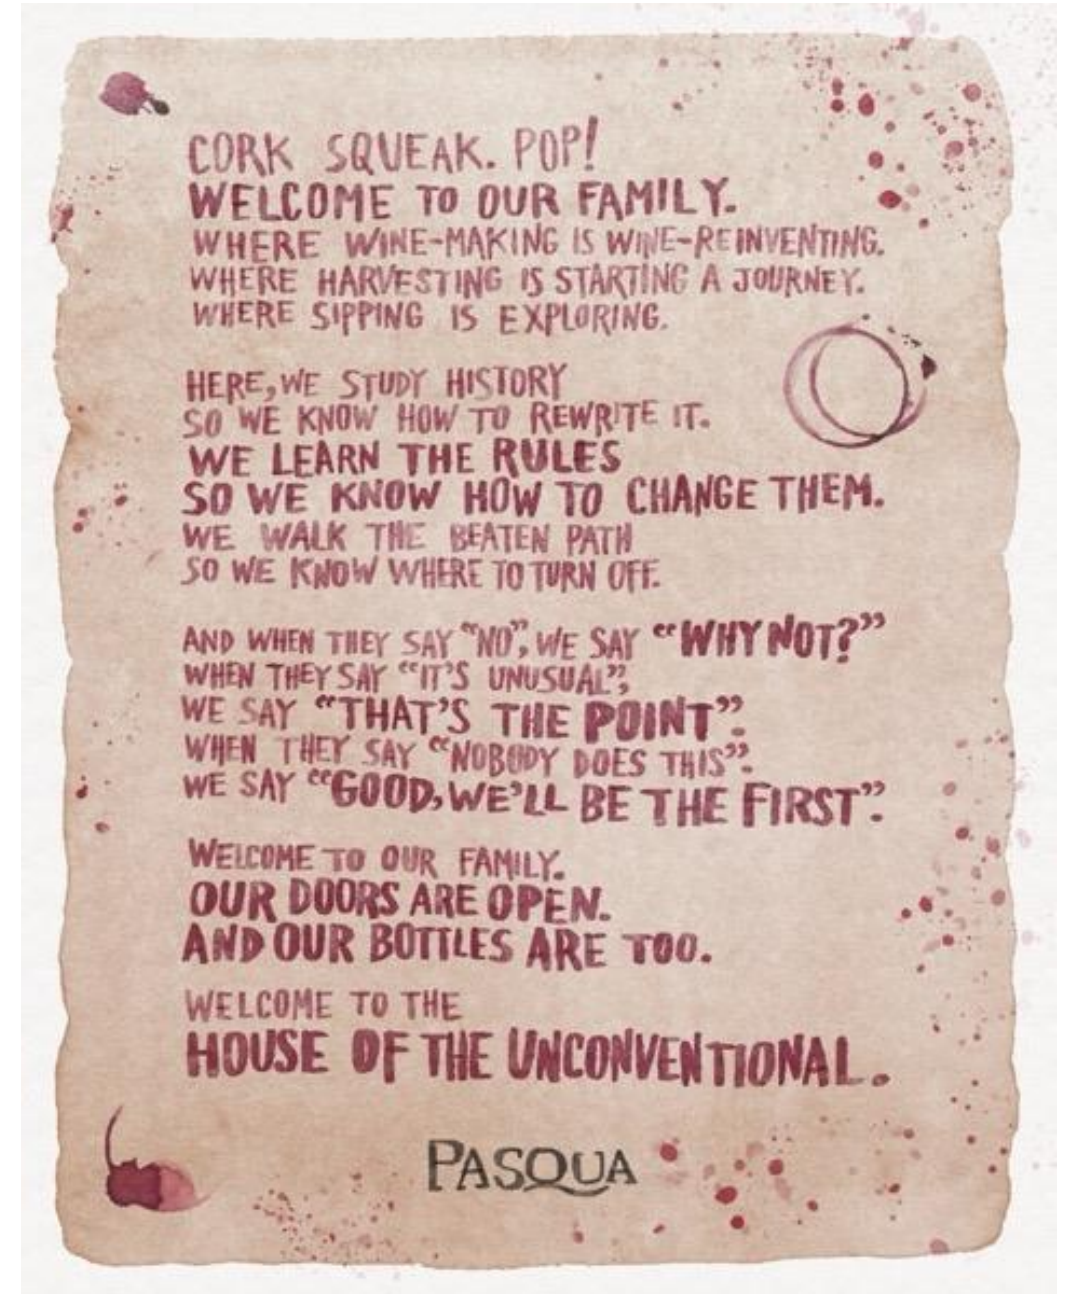 CORK SQUEAK. POP!
WELCOME TO OUR FAMILY.
WHERE WINE-MAKING IS WINE-REINVENTING.
WHERE HARVESTING IS STARTING A JOURNEY.
WHERE SIPPING IS EXPLORING.
HERE, WE STUDY HISTORY
SO WE KNOW HOW TO REWRITE IT.
WE LEARN THE RULES
SO WE KNOW HOW TO CHANGE THEM.
WE WALK THE BEATEN PATH
SO WE KNOW WHERE TO TURN OFF.
AND WHEN THEY SAY “NO”, WE SAY “WHY NOT?”
WHEN THEY SAY “IT'S UNUSUAL”,
WE SAY “THAT'S THE POINT”.
WHEN THEY SAY “NOBODY DOES THIS”.
WE SAY “GOOD, WE'LL BE THE FIRST”.
WELCOME TO OUR FAMILY.
OUR DOORS ARE OPEN.
AND OUR BOTTLES ARE TOO.
WELCOME TO THE
HOUSE OF THE UNCONVENTIONAL.
PASQUA